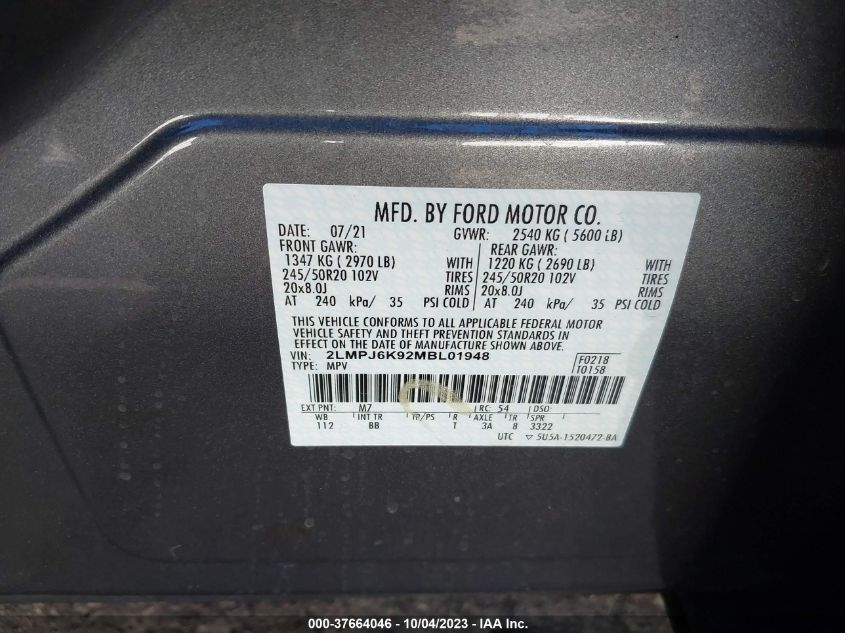 MFD. BY FORD MOTOR CO.
DATE: 07/21 GVWR: 2540 KG ( 5600 LB)
FRONT GAWR: REAR GAWR:
1347 KG ( 2970 LB) WITH 1220 KG ( 2690 LB) WITH
245/50R20 102V TIRES 245/50R20 102V TIRES
20x8.0J RIMS 20x8.0J RIMS
AT 240 kPa/ 35 PSI COLD AT 240 kPa/ 35 PSI COLD
THIS VEHICLE CONFORMS TO ALL APPLICABLE FEDERAL MOTOR
VEHICLE SAFETY AND THEFT PREVENTION STANDARDS IN
EFFECT ON THE DATE OF MANUFACTURE SHOWN ABOVE.
VIN: 2LMPJ6K92MBL01948
TYPE: MPV
F0218
T0158
EXT PNT: M7 RC: 54 DSO:
WB INT TR TP/PS R AXLE TR SPR
112 BB T 3A 8 3322
UTC ▽ 5U5A-1520472-BA
000-37664046 - 10/04/2023 - IAA Inc.